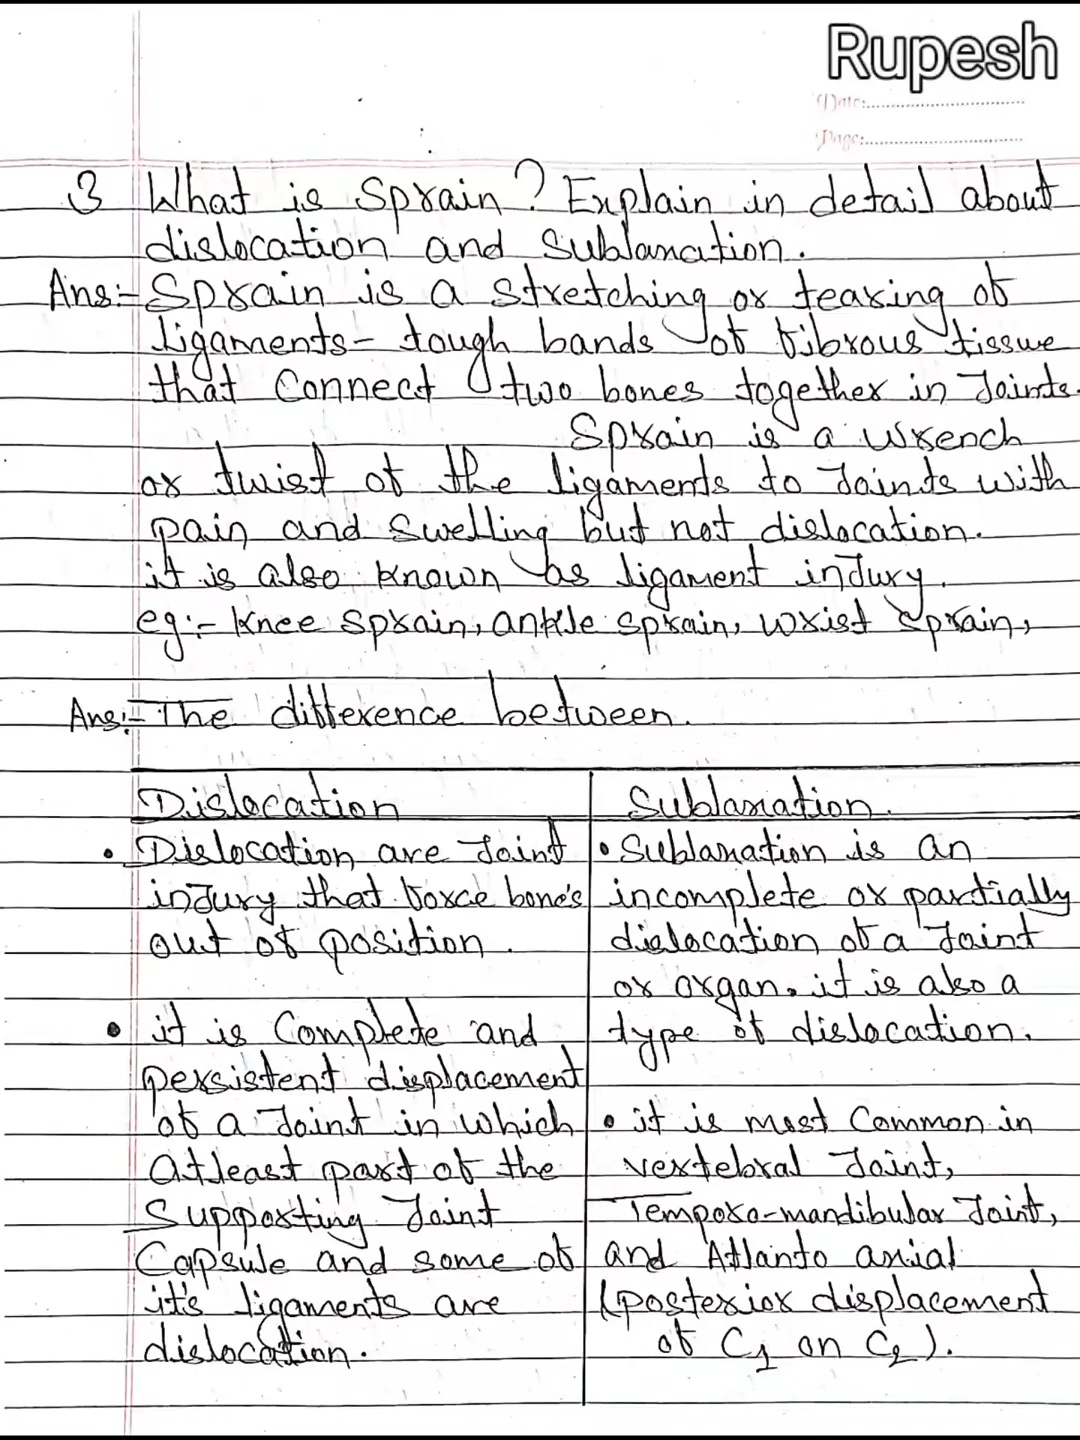 Rupesh
Date:
Page:
3 What is Sprain? Explain in detail about
dislocation and Sublaxation.
Ans:- Sprain is a stretching or tearing of
ligaments- tough bands of fibrous tissue
that Connect two bones together in Joints.
Sprain is a wrench
or twist of the ligaments to Joints with
pain and swelling but not dislocation.
it is also known as ligament inJury.
eg:- Knee Sprain, ankle sprain, wrist sprain,
Ans:- The difference between.
Dislocation
Sublaxation.
• Dislocation are Joint
inJury that force bone's
out of position.
• it is Complete and
persistent displacement
of a Joint in which
Atleast part of the
Supporting Joint
Capsule and some of
it's ligaments are
dislocation.
• Sublaxation is an
incomplete or partially
dislocation of a Joint
or organ. it is also a
type of dislocation.
• it is most Common in
vertebral Joint,
Temporo-mandibular Joint,
and Atlanto axial
(posterior displacement
of C1 on C2).